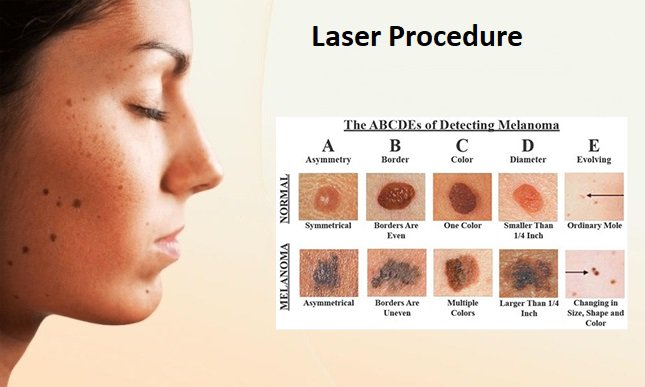 Laser Procedure
The ABCDEs of Detecting Melanoma
A B C D E
Asymmetry Border Color Diameter Evolving
NORMAL
Symmetrical Borders Are Even One Color Smaller Than 1/4 Inch Ordinary Mole
MELANOMA
Asymmetrical Borders Are Uneven Multiple Colors Larger Than 1/4 Inch Changing in Size, Shape and Color